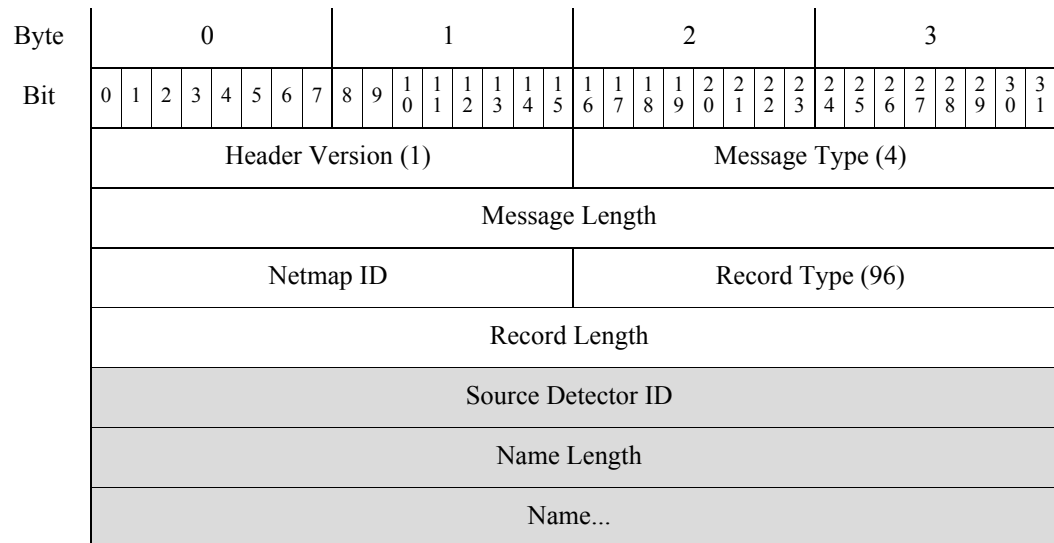 Byte 0 1 2 3
Bit 0 1 2 3 4 5 6 7 8 9 10 11 12 13 14 15 16 17 18 19 20 21 22 23 24 25 26 27 28 29 30 31
Header Version (1) Message Type (4)
Message Length
Netmap ID Record Type (96)
Record Length
Source Detector ID
Name Length
Name...